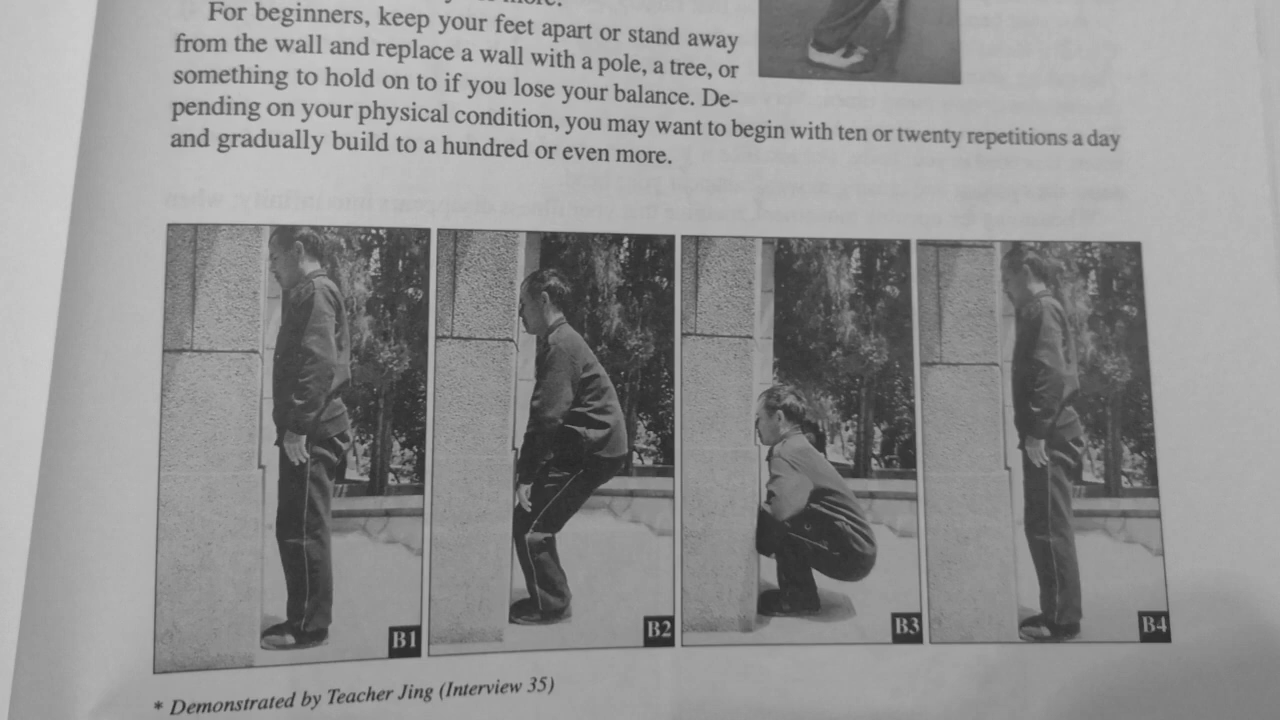 more.
For beginners, keep your feet apart or stand away
from the wall and replace a wall with a pole, a tree, or
something to hold on to if you lose your balance. De-
pending on your physical condition, you may want to begin with ten or twenty repetitions a day
and gradually build to a hundred or even more.
B1
B2
B3
B4
* Demonstrated by Teacher Jing (Interview 35)